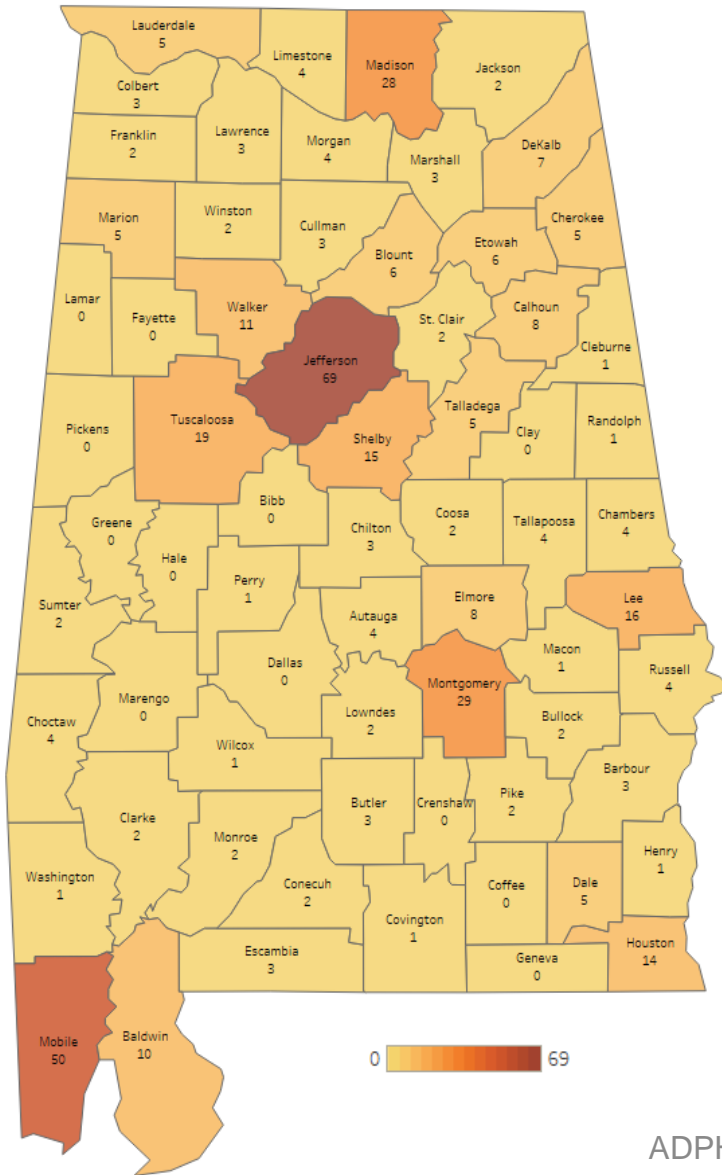 Lauderdale
5
Limestone
4
Madison
28
Jackson
2
Colbert
3
Franklin
2
Lawrence
3
Morgan
4
Marshall
3
DeKalb
7
Marion
5
Winston
2
Cullman
3
Blount
6
Etowah
6
Cherokee
5
Lamar
0
Fayette
0
Walker
11
Jefferson
69
St. Clair
2
Calhoun
8
Cleburne
1
Pickens
0
Tuscaloosa
19
Shelby
15
Talladega
5
Clay
0
Randolph
1
Greene
0
Hale
0
Bibb
0
Chilton
3
Coosa
2
Tallapoosa
4
Chambers
4
Sumter
2
Perry
1
Autauga
4
Elmore
8
Lee
16
Dallas
0
Macon
1
Russell
4
Choctaw
4
Marengo
0
Wilcox
1
Lowndes
2
Montgomery
29
Bullock
2
Barbour
3
Clarke
2
Monroe
2
Butler
3
Crenshaw
0
Pike
2
Henry
1
Washington
1
Conecuh
2
Covington
1
Coffee
0
Dale
5
Escambia
3
Geneva
0
Houston
14
Mobile
50
Baldwin
10
0
69
ADPH